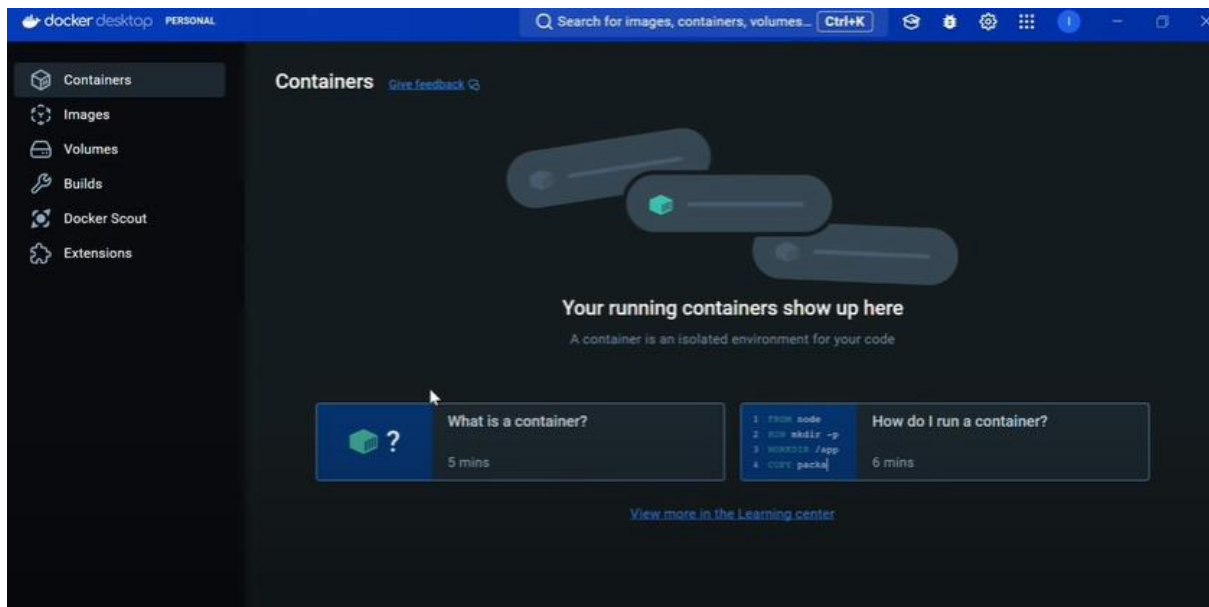 docker desktop PERSONAL
Search for images, containers, volumes... Ctrl+K
I
Containers
Images
Volumes
Builds
Docker Scout
Extensions
Containers Give feedback
Your running containers show up here
A container is an isolated environment for your code
?
What is a container?
5 mins
1 FROM node
2 RUN mkdir -p
3 WORKDIR /app
4 COPY packa
How do I run a container?
6 mins
View more in the Learning center